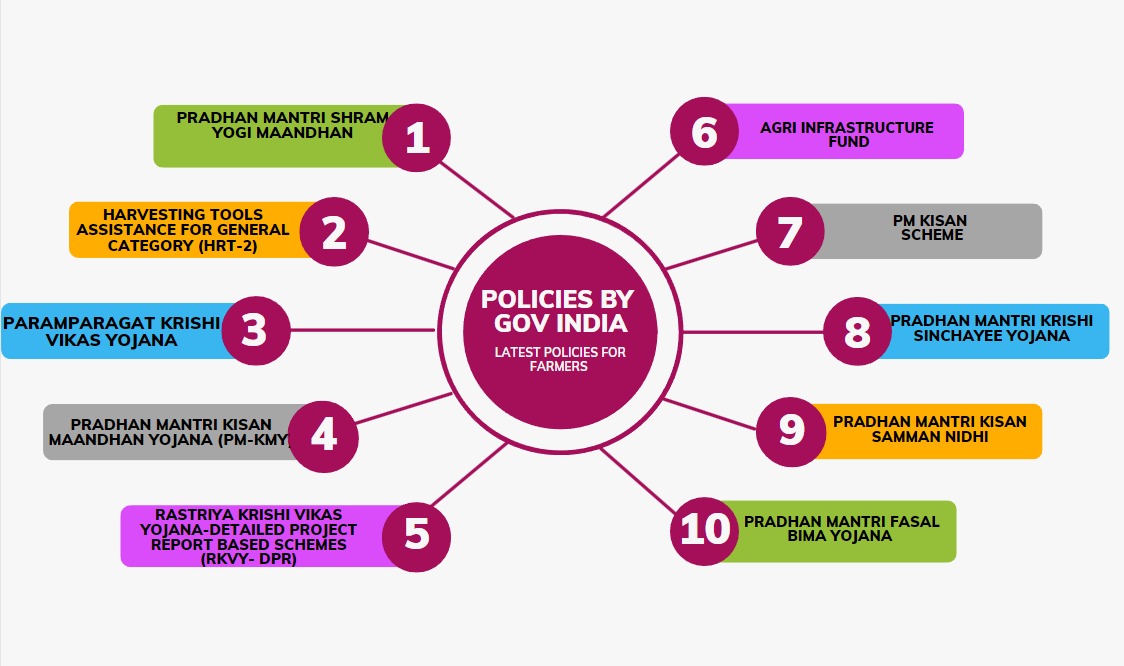 PRADHAN MANTRI SHRAM
YOGI MAANDHAN
1
HARVESTING TOOLS
ASSISTANCE FOR GENERAL
CATEGORY (HRT-2)
2
PARAMPARAGAT KRISHI
VIKAS YOJANA
3
PRADHAN MANTRI KISAN
MAANDHAN YOJANA (PM-KMY)
4
RASTRIYA KRISHI VIKAS
YOJANA-DETAILED PROJECT
REPORT BASED SCHEMES
(RKVY- DPR)
5
POLICIES BY
GOV INDIA
LATEST POLICIES FOR
FARMERS
6
AGRI INFRASTRUCTURE
FUND
7
PM KISAN
SCHEME
8
PRADHAN MANTRI KRISHI
SINCHAYEE YOJANA
9
PRADHAN MANTRI KISAN
SAMMAN NIDHI
10
PRADHAN MANTRI FASAL
BIMA YOJANA